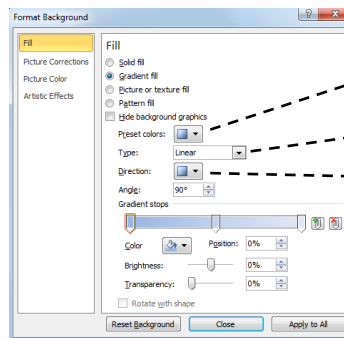 Format Background
Fill
Picture Corrections
Picture Color
Artistic Effects
Fill
Solid fill
Gradient fill
Picture or texture fill
Pattern fill
Hide background graphics
Preset colors:
Type: Linear
Direction:
Angle: 90°
Gradient stops
Color Position: 0%
Brightness: 0%
Transparency: 0%
Rotate with shape
Reset Background Close Apply to All